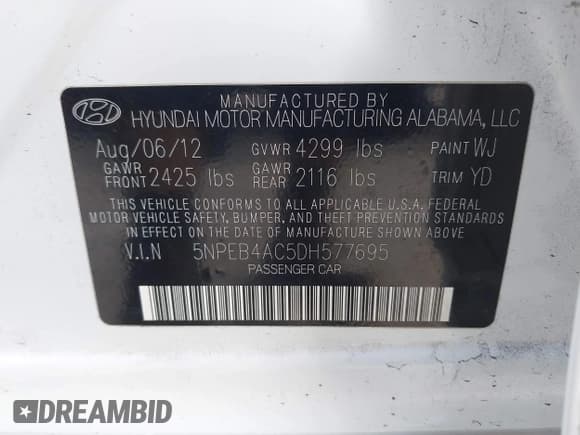 MANUFACTURED BY
HYUNDAI MOTOR MANUFACTURING ALABAMA, LLC
Aug/06/12 GVWR 4299 lbs PAINT WJ
GAWR FRONT 2425 lbs GAWR REAR 2116 lbs TRIM YD
THIS VEHICLE CONFORMS TO ALL APPLICABLE U.S.A. FEDERAL
MOTOR VEHICLE SAFETY, BUMPER, AND THEFT PREVENTION STANDARDS
IN EFFECT ON THE DATE OF MANUFACTURE SHOWN ABOVE.
V.I.N 5NPEB4AC5DH577695
PASSENGER CAR
DREAMBID